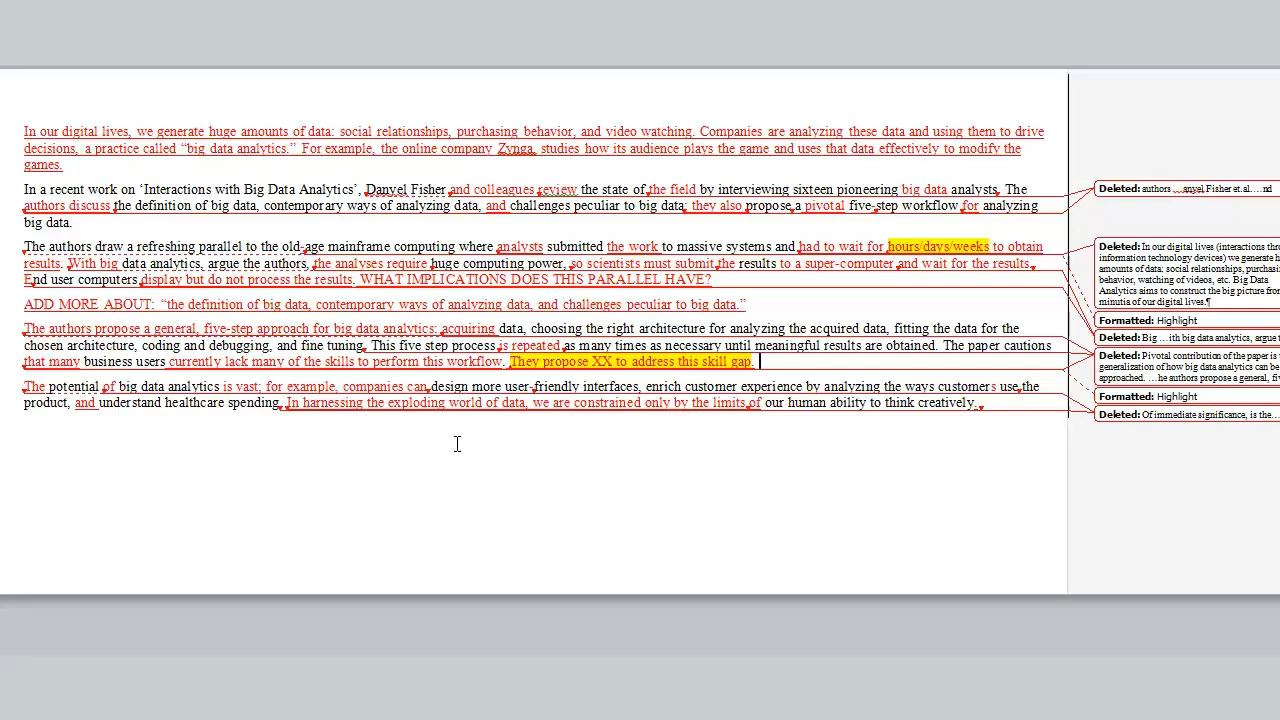 In our digital lives, we generate huge amounts of data: social relationships, purchasing behavior, and video watching. Companies are analyzing these data and using them to drive
decisions, a practice called “big data analytics.” For example, the online company Zynga, studies how its audience plays the game and uses that data effectively to modify the
games.
In a recent work on ‘Interactions with Big Data Analytics’, Danyel Fisher and colleagues review the state of the field by interviewing sixteen pioneering big data analysts. The
authors discuss the definition of big data, contemporary ways of analyzing data, and challenges peculiar to big data; they also propose a pivotal five-step workflow for analyzing
big data.
The authors draw a refreshing parallel to the old-age mainframe computing where analysts submitted the work to massive systems and had to wait for hours/days/weeks to obtain
results. With big data analytics, argue the authors, the analyses require huge computing power, so scientists must submit the results to a super-computer and wait for the results.
End user computers display but do not process the results. WHAT IMPLICATIONS DOES THIS PARALLEL HAVE?
ADD MORE ABOUT: “the definition of big data, contemporary ways of analyzing data, and challenges peculiar to big data.”
The authors propose a general, five-step approach for big data analytics: acquiring data, choosing the right architecture for analyzing the acquired data, fitting the data for the
chosen architecture, coding and debugging, and fine tuning. This five step process is repeated as many times as necessary until meaningful results are obtained. The paper cautions
that many business users currently lack many of the skills to perform this workflow. They propose XX to address this skill gap.
The potential of big data analytics is vast; for example, companies can design more user-friendly interfaces, enrich customer experience by analyzing the ways customers use the
product, and understand healthcare spending. In harnessing the exploding world of data, we are constrained only by the limits of our human ability to think creatively.
Deleted: authors ...anyel Fisher et. al....nd
Deleted: In our digital lives (interactions
information technology devices) we generate
amounts of data: social relationships,
behavior, watching of videos, etc. Big Data
Analytics aims to construct the big picture
minutia of our digital lives.¶
Formatted: Highlight
Deleted: Big ...ith big data analytics, argue
Deleted: Pivotal contribution of the paper is
generalization of how big data analytics can
approached. ...he authors propose a general,
Formatted: Highlight
Deleted: Of immediate significance, is the...